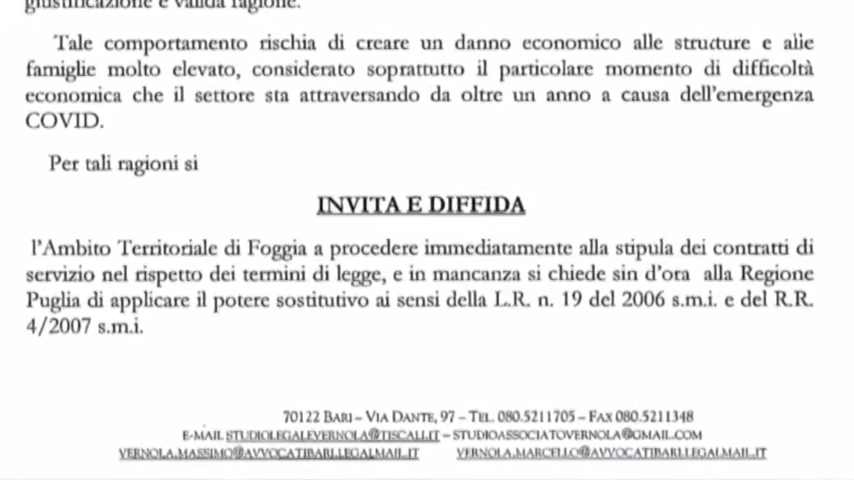 giustificazione e valida ragione.
Tale comportamento rischia di creare un danno economico alle strutture e alle
famiglie molto elevato, considerato soprattutto il particolare momento di difficoltà
economica che il settore sta attraversando da oltre un anno a causa dell'emergenza
COVID.
Per tali ragioni si
INVITA E DIFFIDA
l'Ambito Territoriale di Foggia a procedere immediatamente alla stipula dei contratti di
servizio nel rispetto dei termini di legge, e in mancanza si chiede sin d'ora alla Regione
Puglia di applicare il potere sostitutivo ai sensi della L.R. n. 19 del 2006 s.m.i. e del R.R.
4/2007 s.m.i.
70122 BARI – VIA DANTE, 97 – TEL. 080.5211705 – FAX 080.5211348
E-MAIL STUDIOLEGALEVERNOLA@TISCALI.IT – STUDIOASSOCIATOVERNOLA@GMAIL.COM
VERNOLA.MASSIMO@AVVOCATIBARI.LEGALMAIL.IT VERNOLA.MARCELLO@AVVOCATIBARI.LEGALMAIL.IT